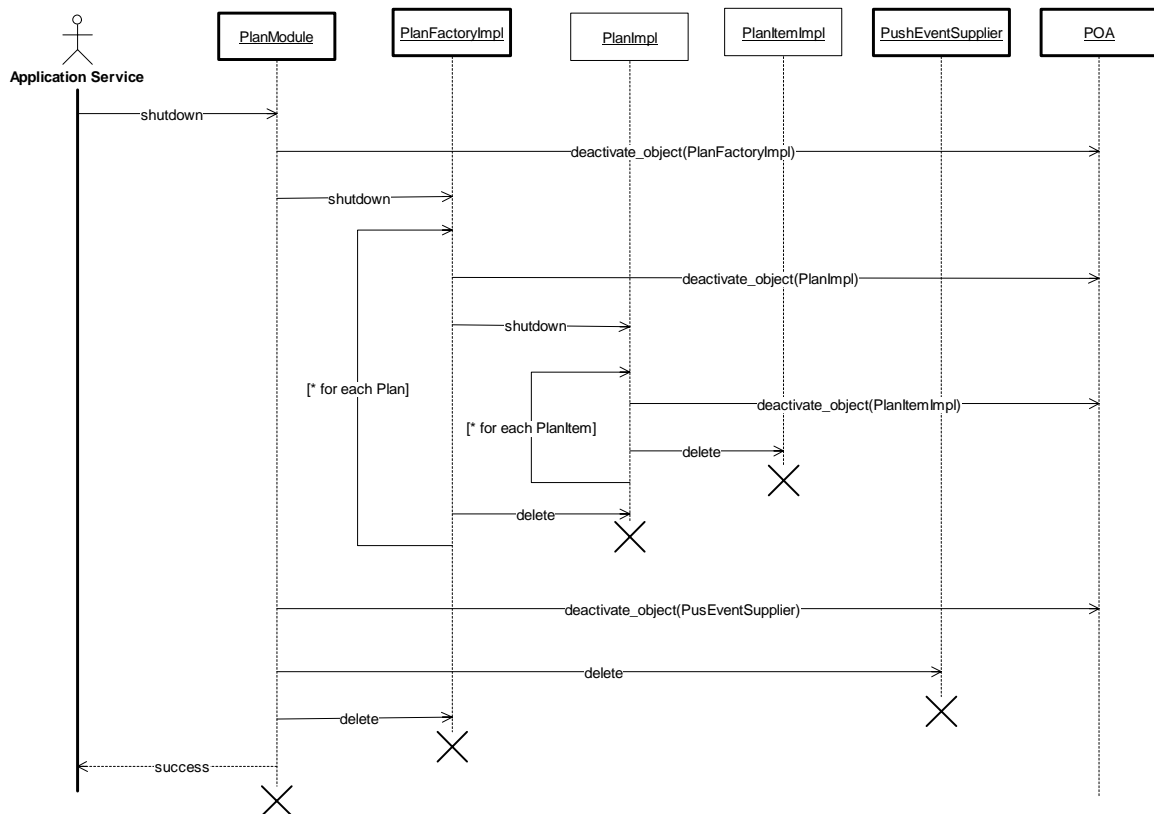 PlanModule
PlanFactoryImpl
PlanImpl
PlanItemImpl
PushEventSupplier
POA
Application Service
shutdown
deactivate_object(PlanFactoryImpl)
shutdown
deactivate_object(PlanImpl)
shutdown
[* for each Plan]
deactivate_object(PlanItemImpl)
[* for each PlanItem]
delete
delete
deactivate_object(PusEventSupplier)
delete
delete
success